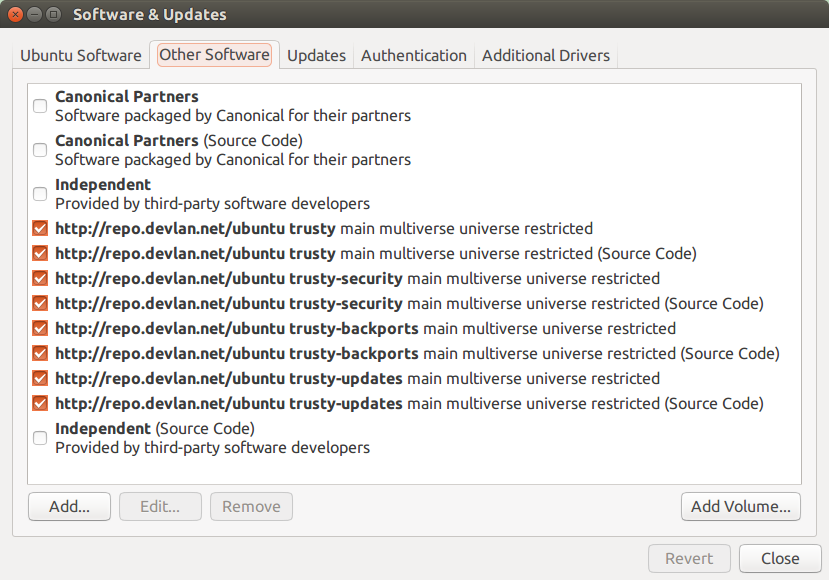 Software & Updates
Ubuntu Software Other Software Updates Authentication Additional Drivers
Canonical Partners
Software packaged by Canonical for their partners
Canonical Partners (Source Code)
Software packaged by Canonical for their partners
Independent
Provided by third-party software developers
http://repo.devlan.net/ubuntu trusty main multiverse universe restricted
http://repo.devlan.net/ubuntu trusty main multiverse universe restricted (Source Code)
http://repo.devlan.net/ubuntu trusty-security main multiverse universe restricted
http://repo.devlan.net/ubuntu trusty-security main multiverse universe restricted (Source Code)
http://repo.devlan.net/ubuntu trusty-backports main multiverse universe restricted
http://repo.devlan.net/ubuntu trusty-backports main multiverse universe restricted (Source Code)
http://repo.devlan.net/ubuntu trusty-updates main multiverse universe restricted
http://repo.devlan.net/ubuntu trusty-updates main multiverse universe restricted (Source Code)
Independent (Source Code)
Provided by third-party software developers
Add... Edit... Remove Add Volume...
Revert Close